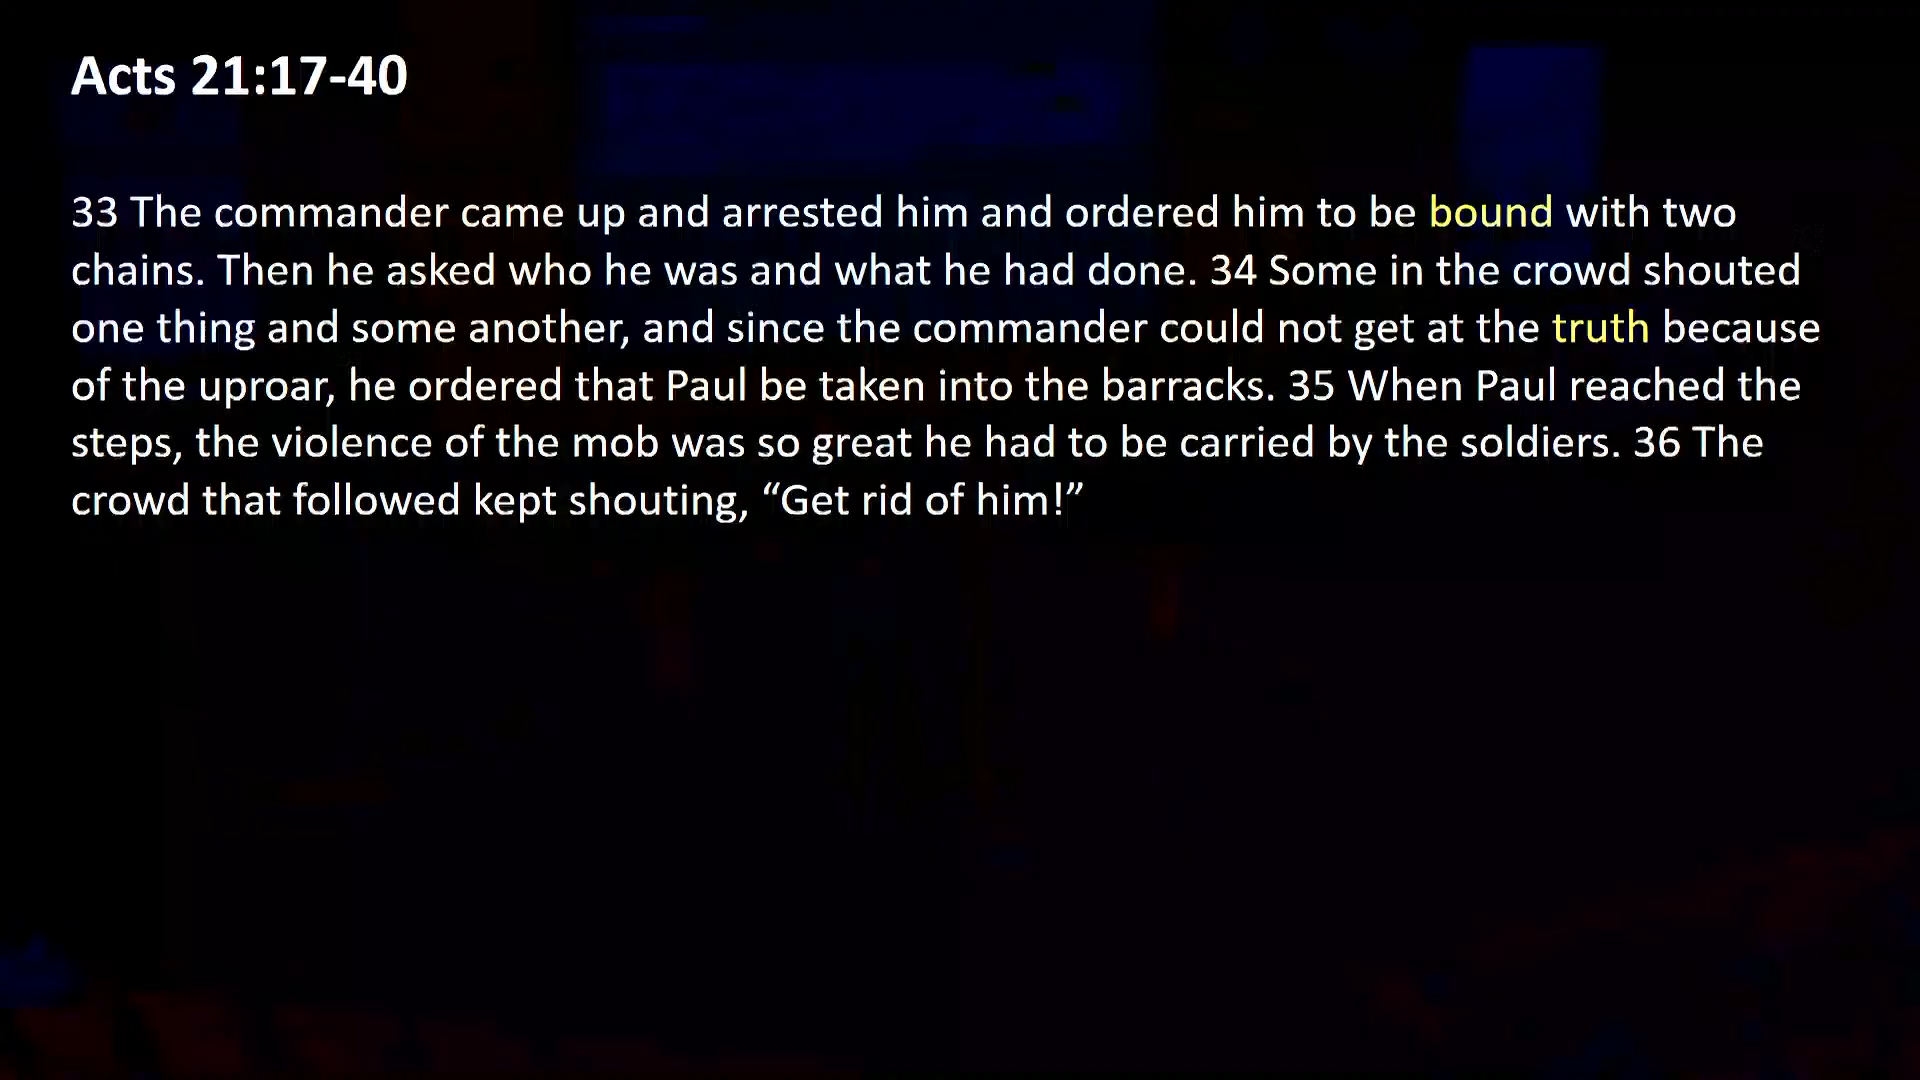 Acts 21:17-40
33 The commander came up and arrested him and ordered him to be bound with two
chains. Then he asked who he was and what he had done. 34 Some in the crowd shouted
one thing and some another, and since the commander could not get at the truth because
of the uproar, he ordered that Paul be taken into the barracks. 35 When Paul reached the
steps, the violence of the mob was so great he had to be carried by the soldiers. 36 The
crowd that followed kept shouting, “Get rid of him!”